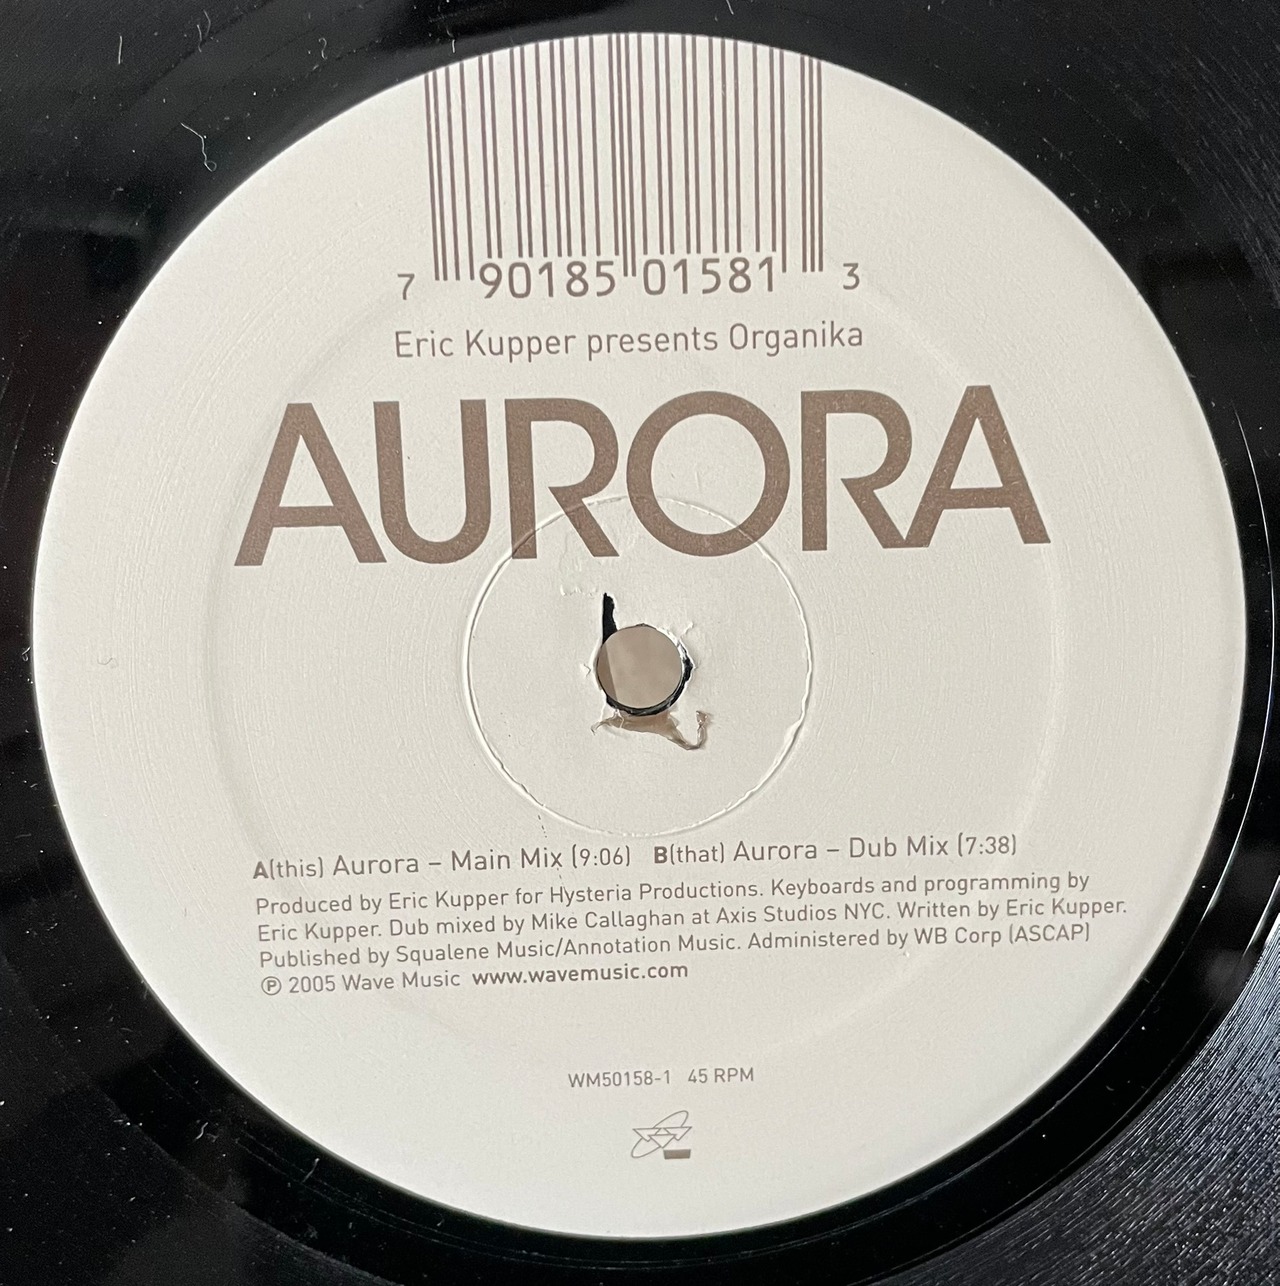 7 90185 01581 3
Eric Kupper presents Organika
AURORA
A(this) Aurora – Main Mix (9:06) B(that) Aurora – Dub Mix (7:38)
Produced by Eric Kupper for Hysteria Productions. Keyboards and programming by
Eric Kupper. Dub mixed by Mike Callaghan at Axis Studios NYC. Written by Eric Kupper.
Published by Squalene Music/Annotation Music. Administered by WB Corp (ASCAP)
℗ 2005 Wave Music www.wavemusic.com
WM50158-1 45 RPM